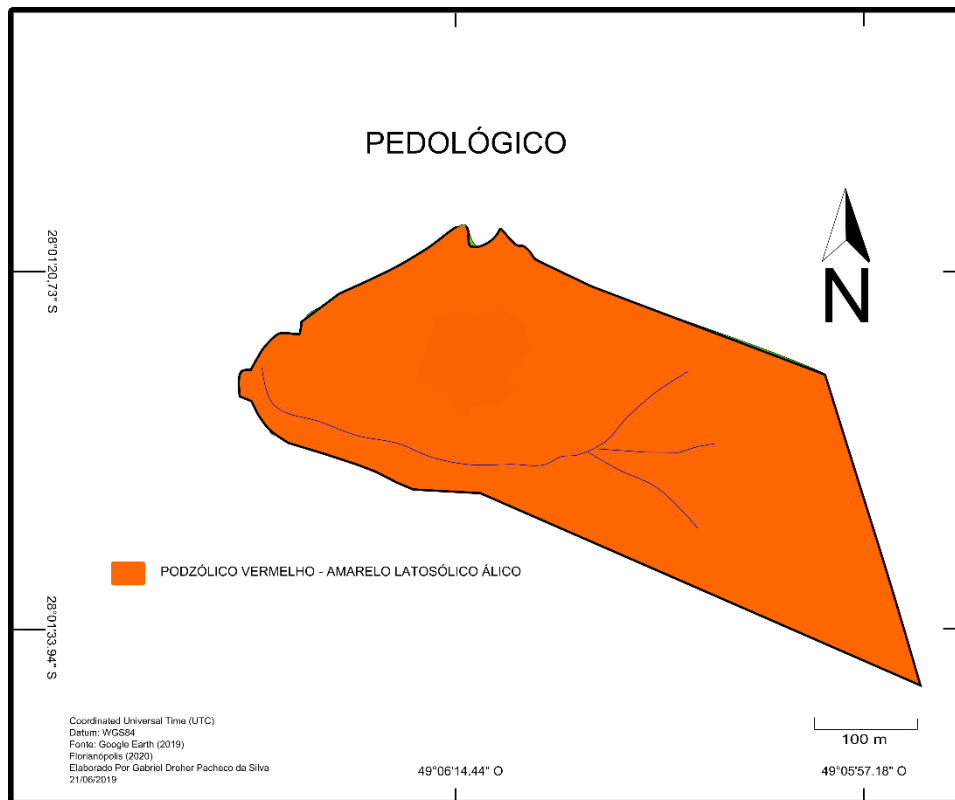 PEDOLÓGICO
N
28°01'20,73" S
PODZÓLICO VERMELHO - AMARELO LATOSÓLICO ÁLICO
28°01'33.94" S
Coordinated Universal Time (UTC)
Datum: WGS84
Fonte: Google Earth (2019)
Florianópolis (2020)
Elaborado Por Gabriel Dreher Pacheco da Silva
21/06/2019
100 m
49°06'14.44" O
49°05'57.18" O